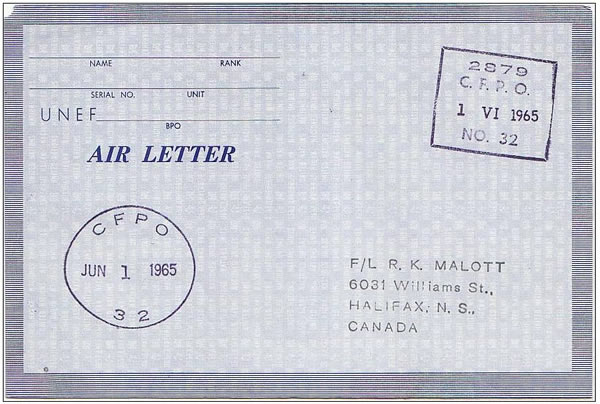 NAME RANK
SERIAL NO. UNIT
UNEF
BPO
AIR LETTER
2879
C.F.P.O.
1 VI 1965
NO. 32
CFPO
JUN 1 1965
32
F/L R. K. MALOTT
6031 Williams St.,
HALIFAX, N. S.,
CANADA